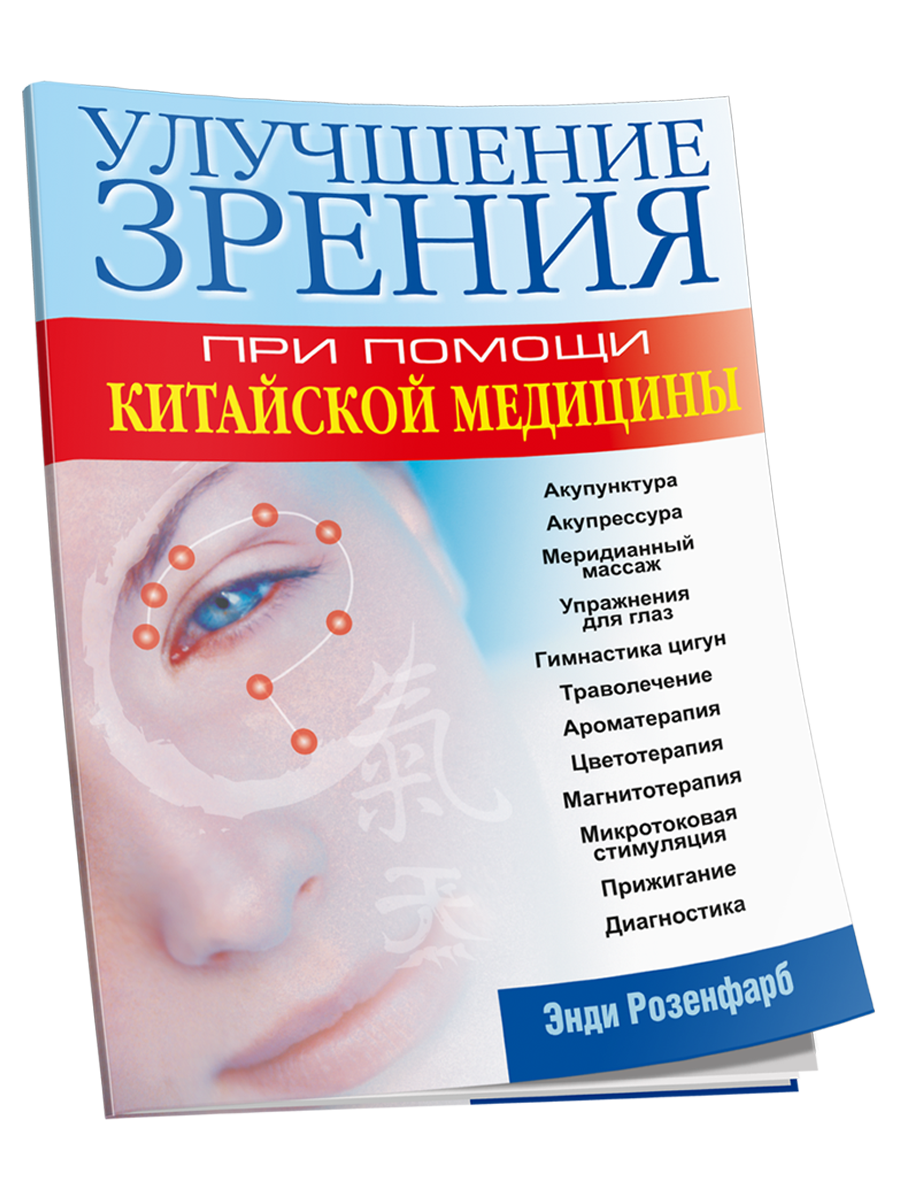 УЛУЧШЕНИЕ
ЗРЕНИЯ
ПРИ ПОМОЩИ
КИТАЙСКОЙ МЕДИЦИНЫ
Акупунктура
Акупрессура
Меридианный
массаж
Упражнения
для глаз
Гимнастика цигун
Траволечение
Ароматерапия
Цветотерапия
Магнитотерапия
Микротоковая
стимуляция
Прижигание
Диагностика
氣
Энди Розенфарб